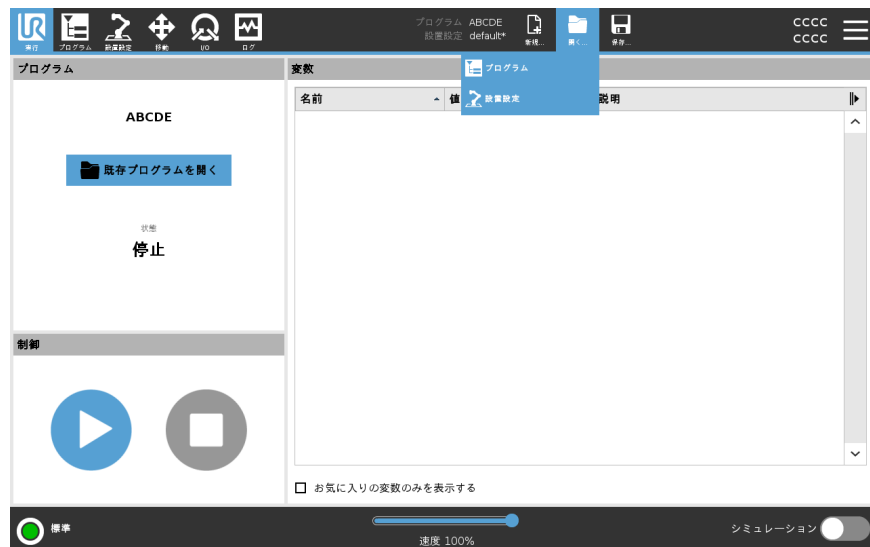 実行 プログラム 設置設定 移動 I/O ログ
プログラム ABCDE
設置設定 default*
新規... 開く... 保存...
CCCC
CCCC
プログラム
ABCDE
既存プログラムを開く
状態
停止
制御
変数
プログラム
設置設定
名前 値 説明
お気に入りの変数のみを表示する
標準
速度 100%
シミュレーション